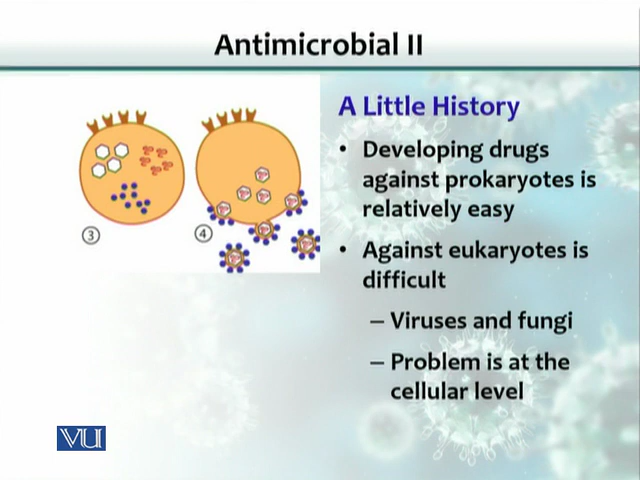 Antimicrobial II
A Little History
• Developing drugs
against prokaryotes is
relatively easy
• Against eukaryotes is
difficult
– Viruses and fungi
– Problem is at the
cellular level
3
4
VU